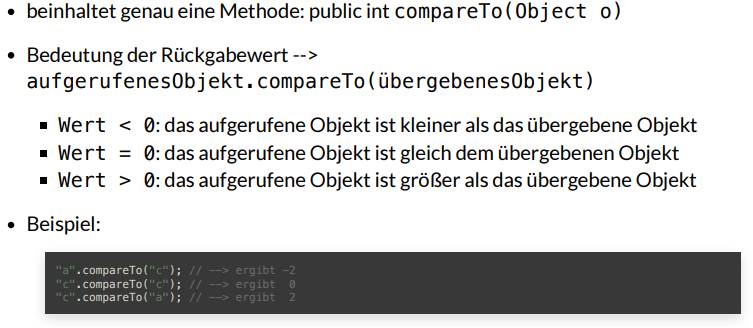 beinhaltet genau eine Methode: public int compareTo(Object o)
Bedeutung der Rückgabewert -->
aufgerufenesObjekt.compareTo(übergebenesObjekt)
Wert < 0: das aufgerufene Objekt ist kleiner als das übergebene Objekt
Wert = 0: das aufgerufene Objekt ist gleich dem übergebenen Objekt
Wert > 0: das aufgerufene Objekt ist größer als das übergebene Objekt
Beispiel:
"a".compareTo("c"); // --> ergibt -2
"c".compareTo("c"); // --> ergibt  0
"c".compareTo("a"); // --> ergibt  2